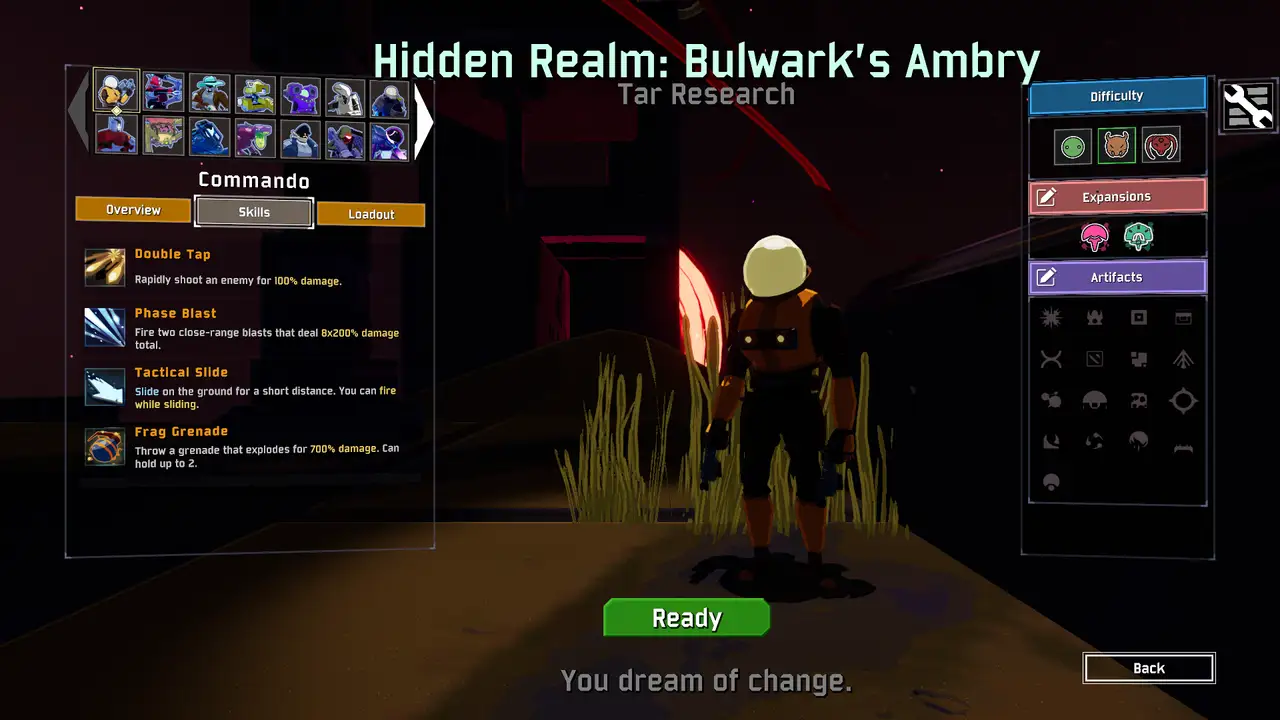 Hidden Realm: Bulwark's Ambry
Tar Research
Commando
Overview
Skills
Loadout
Double Tap
Rapidly shoot an enemy for 100% damage.
Phase Blast
Fire two close-range blasts that deal 8x200% damage
total.
Tactical Slide
Slide on the ground for a short distance. You can fire
while sliding.
Frag Grenade
Throw a grenade that explodes for 700% damage. Can
hold up to 2.
Difficulty
Expansions
Artifacts
Ready
You dream of change.
Back